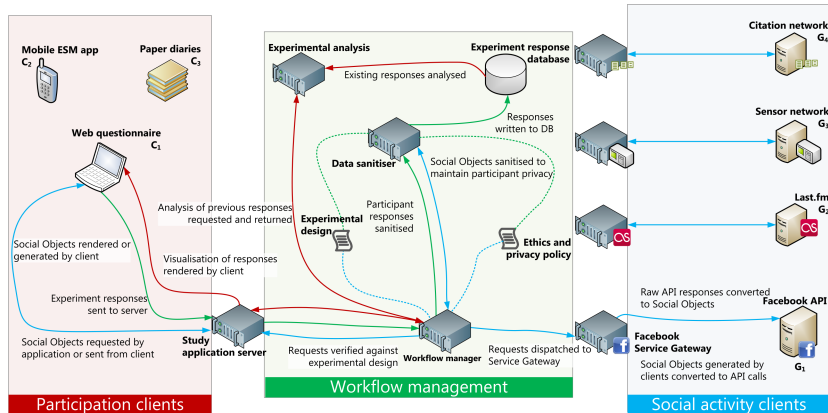 Mobile ESM app
C2
Paper diaries
C3
Web questionnaire
C1
Social Objects rendered or
generated by client
Visualisation of responses
rendered by client
Experiment responses
sent to server
Social Objects requested by
application or sent from client
Study
application server
Participation clients
Experimental analysis
Experiment response
database
Existing responses analysed
Responses
written to DB
Data sanitiser
Social Objects sanitised to
maintain participant privacy
Analysis of previous responses
requested and returned
Participant
responses
sanitised
Experimental
design
Ethics and
privacy policy
Requests verified against
experimental design
Workflow manager
Requests dispatched to
Service Gateway
Workflow management
Citation network
G4
Sensor network
G3
Last.fm
G2
Raw API responses converted
to Social Objects
Facebook API
Facebook
Service Gateway
G1
Social Objects generated by
clients converted to API calls
Social activity clients